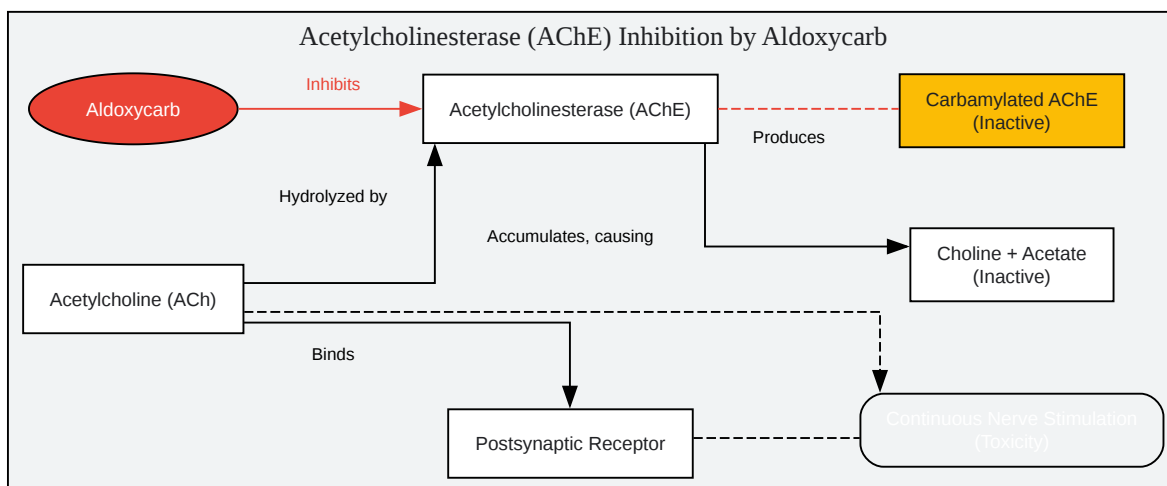 Acetylcholinesterase (AChE) Inhibition by Aldoxycarb
Inhibits
Aldoxycarb
Acetylcholinesterase (AChE)
Carbamylated AChE
(Inactive)
Produces
Hydrolyzed by
Accumulates, causing
Choline + Acetate
(Inactive)
Acetylcholine (ACh)
Binds
Postsynaptic Receptor
Continuous Nerve Stimulation
(Toxicity)